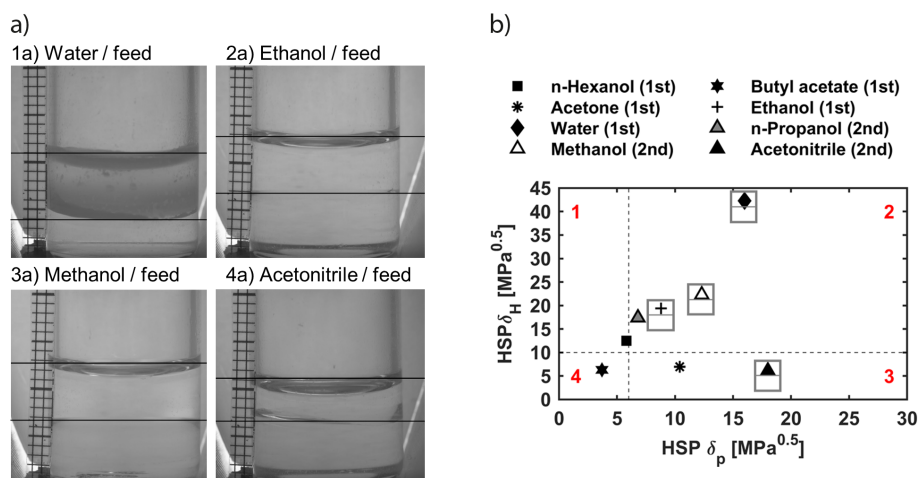 a)
1a) Water / feed
2a) Ethanol / feed
3a) Methanol / feed
4a) Acetonitrile / feed
b)
n-Hexanol (1st)
Butyl acetate (1st)
Acetone (1st)
Ethanol (1st)
Water (1st)
n-Propanol (2nd)
Methanol (2nd)
Acetonitrile (2nd)
45
40
35
30
25
20
15
10
5
0
HSP δH [MPa0.5]
1
2
4
3
0 5 10 15 20 25 30
HSP δp [MPa0.5]